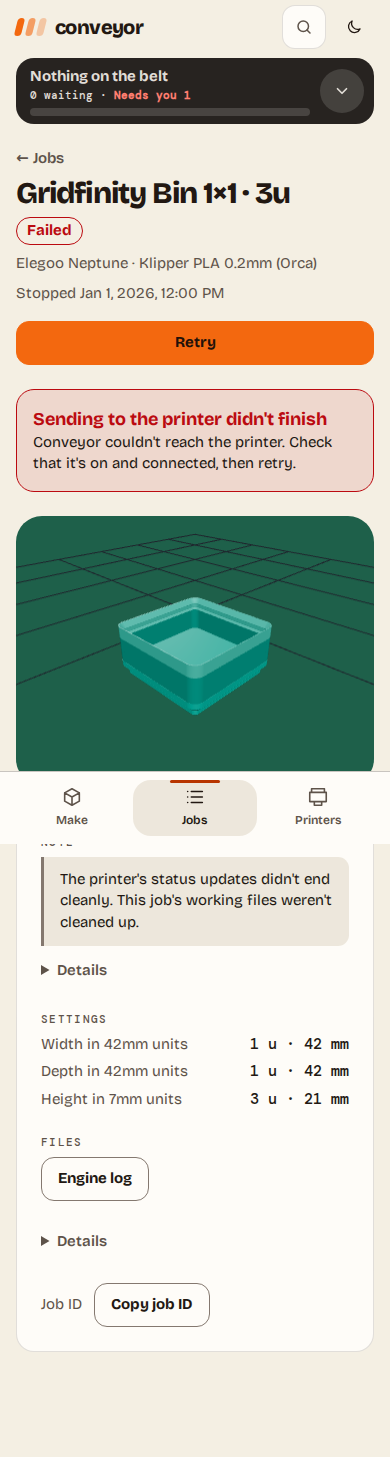 conveyor
Nothing on the belt
0 waiting · Needs you 1
← Jobs
Gridfinity Bin 1×1 · 3u
Failed
Elegoo Neptune · Klipper PLA 0.2mm (Orca)
Stopped Jan 1, 2026, 12:00 PM
Retry
Sending to the printer didn't finish
Conveyor couldn't reach the printer. Check
that it's on and connected, then retry.
Make
Jobs
Printers
The printer's status updates didn't end
cleanly. This job's working files weren't
cleaned up.
Details
SETTINGS
Width in 42mm units 1 u · 42 mm
Depth in 42mm units 1 u · 42 mm
Height in 7mm units 3 u · 21 mm
FILES
Engine log
Details
Job ID Copy job ID